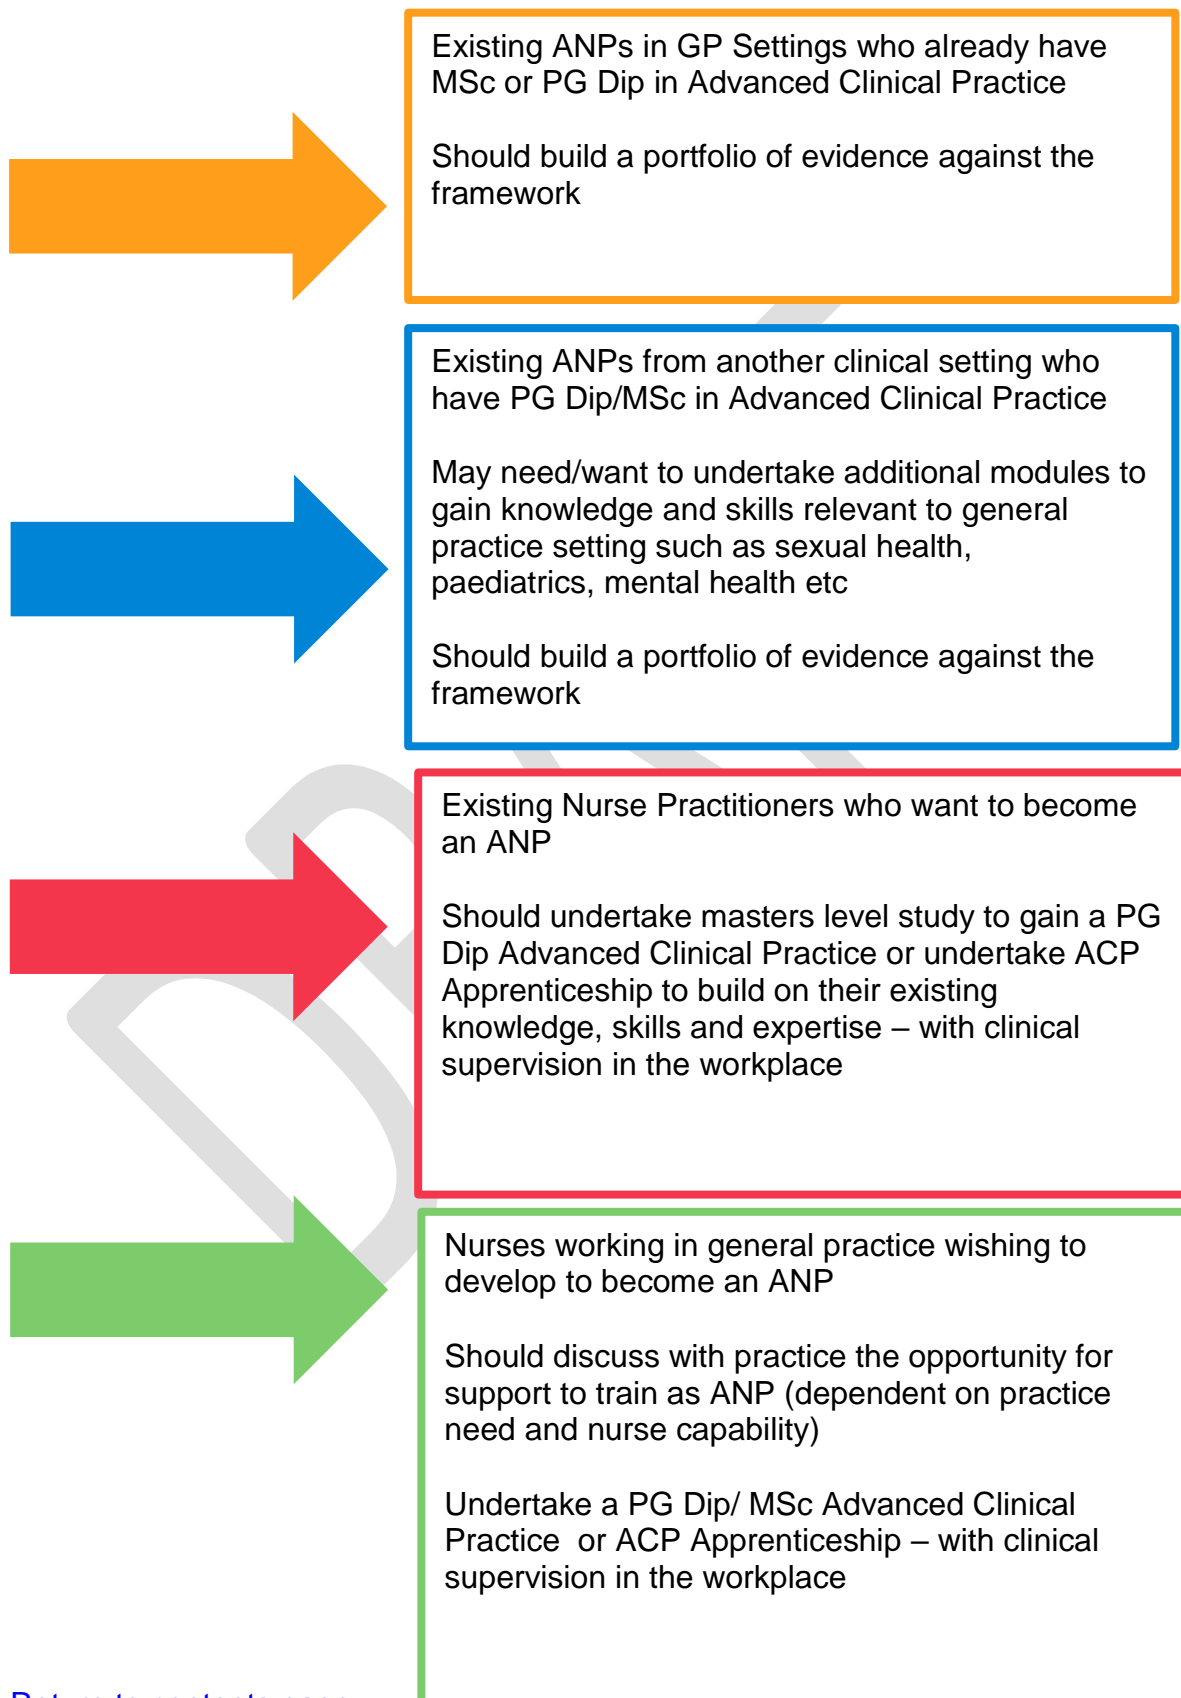 Existing ANPs in GP Settings who already have
MSc or PG Dip in Advanced Clinical Practice
Should build a portfolio of evidence against the
framework
Existing ANPs from another clinical setting who
have PG Dip/MSc in Advanced Clinical Practice
May need/want to undertake additional modules to
gain knowledge and skills relevant to general
practice setting such as sexual health,
paediatrics, mental health etc
Should build a portfolio of evidence against the
framework
Existing Nurse Practitioners who want to become
an ANP
Should undertake masters level study to gain a PG
Dip Advanced Clinical Practice or undertake ACP
Apprenticeship to build on their existing
knowledge, skills and expertise – with clinical
supervision in the workplace
Nurses working in general practice wishing to
develop to become an ANP
Should discuss with practice the opportunity for
support to train as ANP (dependent on practice
need and nurse capability)
Undertake a PG Dip/ MSc Advanced Clinical
Practice  or ACP Apprenticeship – with clinical
supervision in the workplace
Return to contents page